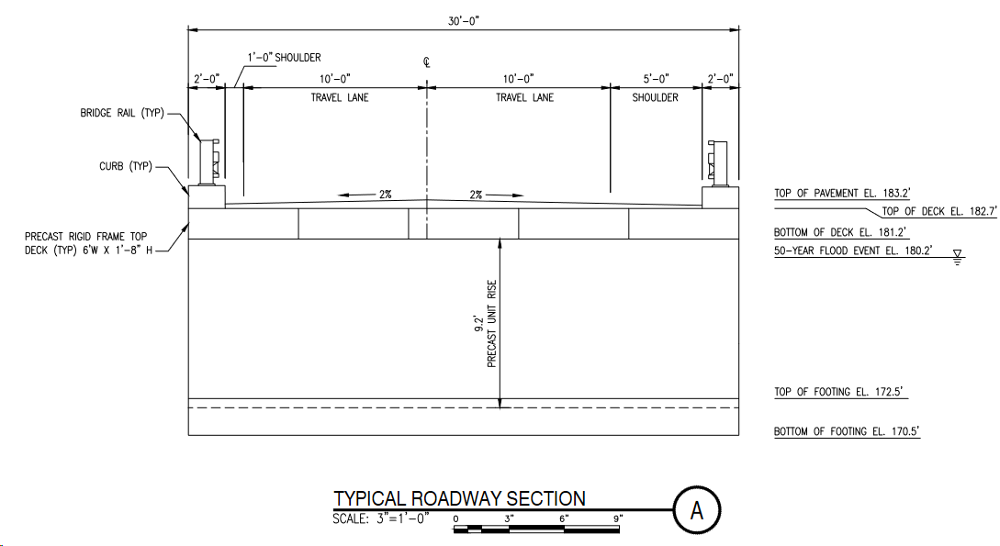 30'-0"
1'-0" SHOULDER
℄
2'-0"
10'-0"
10'-0"
5'-0"
2'-0"
TRAVEL LANE
TRAVEL LANE
SHOULDER
BRIDGE RAIL (TYP)
CURB (TYP)
2%
2%
TOP OF PAVEMENT EL. 183.2'
TOP OF DECK EL. 182.7'
PRECAST RIGID FRAME TOP
DECK (TYP) 6'W X 1'-8" H
BOTTOM OF DECK EL. 181.2'
50-YEAR FLOOD EVENT EL. 180.2'
9.2'
PRECAST UNIT RISE
TOP OF FOOTING EL. 172.5'
BOTTOM OF FOOTING EL. 170.5'
TYPICAL ROADWAY SECTION
A
SCALE: 3"=1'-0"
0 3" 6" 9"